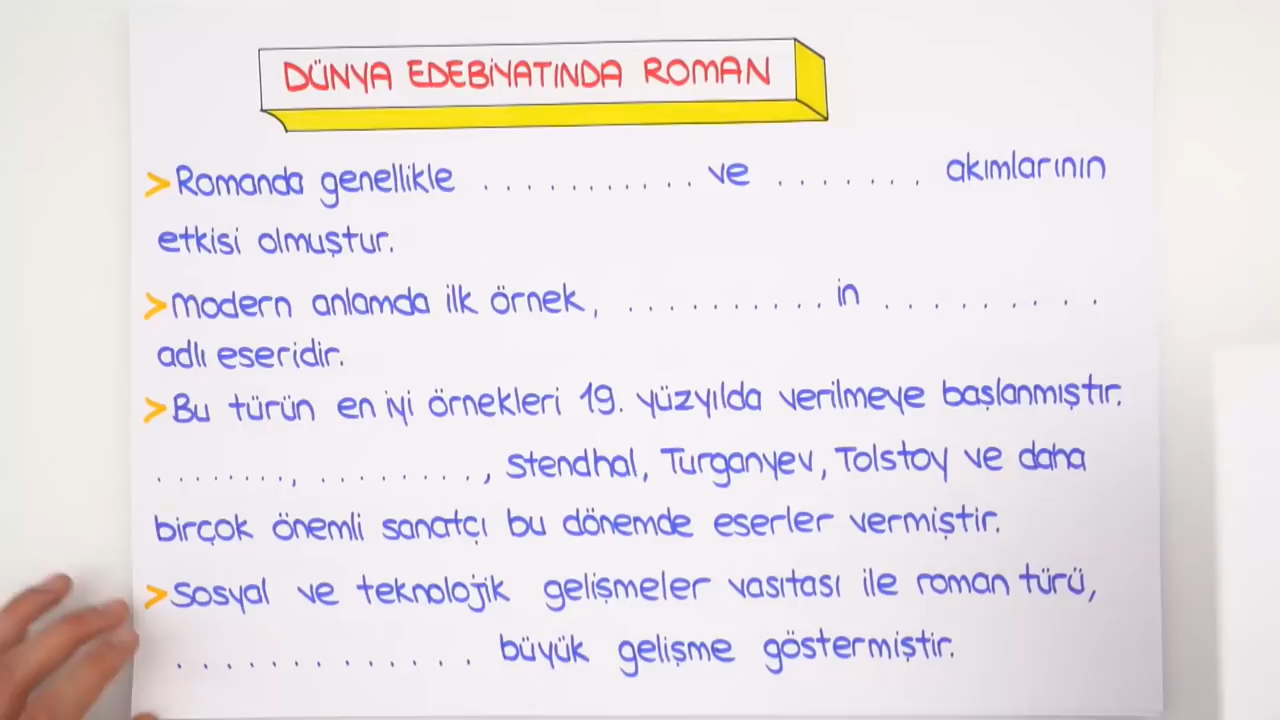 DÜNYA EDEBİYATINDA ROMAN
> Romanda genellikle ........... ve ....... akımlarının
etkisi olmuştur.
> Modern anlamda ilk örnek, .......... in .........
adlı eseridir.
> Bu türün en iyi örnekleri 19. yüzyılda verilmeye başlanmıştır.
........, ........., Stendhal, Turganyev, Tolstoy ve daha
birçok önemli sanatçı bu dönemde eserler vermiştir.
> Sosyal ve teknolojik gelişmeler vasıtası ile roman türü,
............. büyük gelişme göstermiştir.